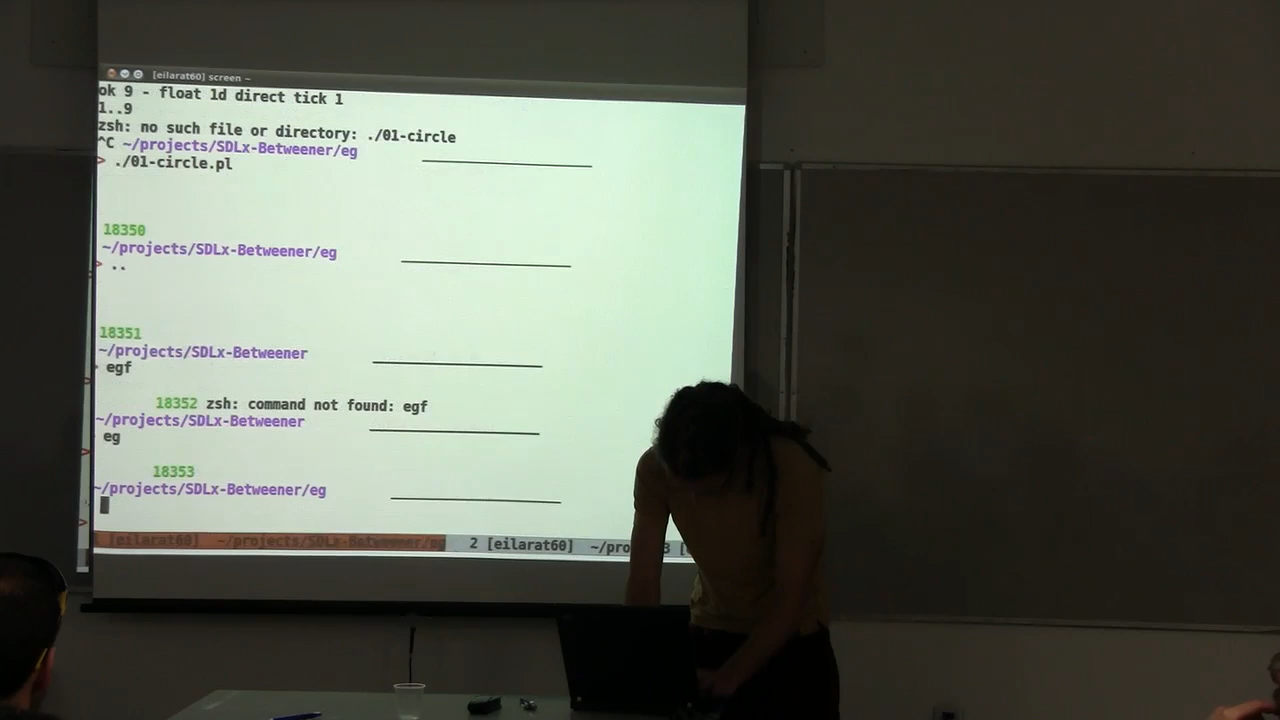 [eilarat60] screen ~
ok 9 - float 1d direct tick 1
1..9
zsh: no such file or directory: ./01-circle
^C ~/projects/SDLx-Betweener/eg
> ./01-circle.pl
18350
~/projects/SDLx-Betweener/eg
> ..
18351
~/projects/SDLx-Betweener
egf
18352 zsh: command not found: egf
~/projects/SDLx-Betweener
eg
18353
~/projects/SDLx-Betweener/eg
[eilarat60] ~/projects/SDLx-Betweener/eg 2 [eilarat60] ~/pro 3 [